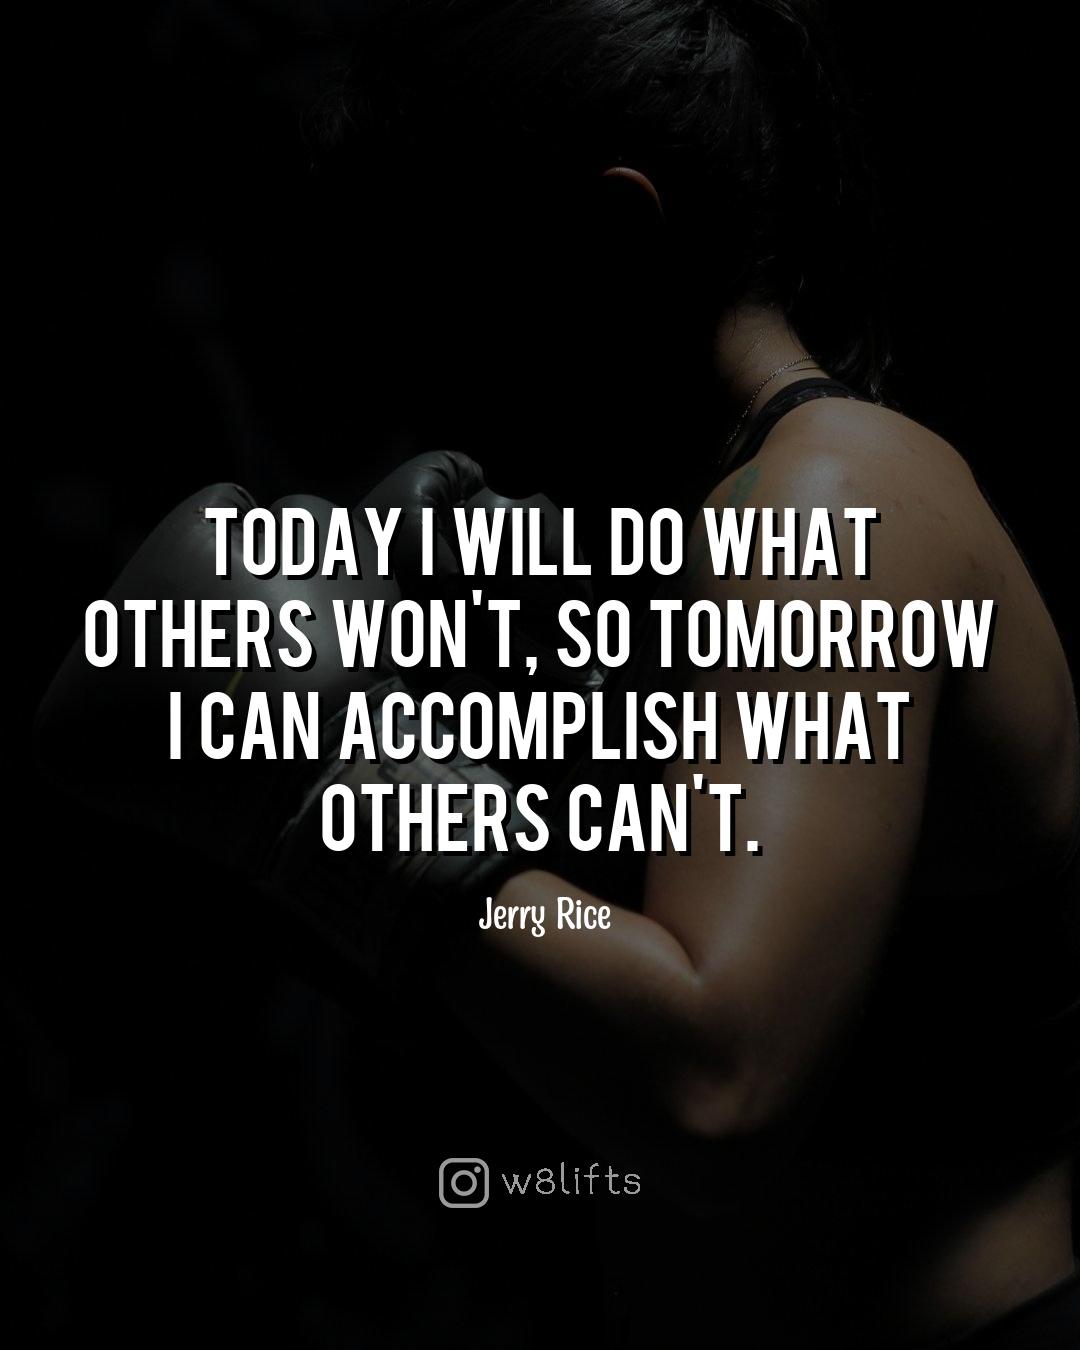 TODAY I WILL DO WHAT
OTHERS WON'T, SO TOMORROW
I CAN ACCOMPLISH WHAT
OTHERS CAN'T.
Jerry Rice
w8lifts